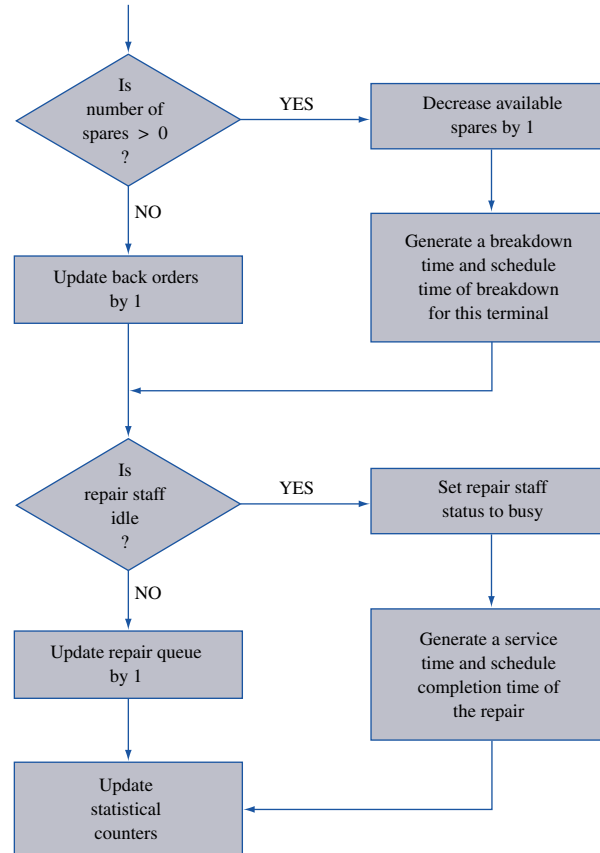 Is
number of
spares > 0
?
YES
Decrease available
spares by 1
NO
Generate a breakdown
time and schedule
time of breakdown
for this terminal
Update back orders
by 1
Is
repair staff
idle
?
YES
Set repair staff
status to busy
NO
Generate a service
time and schedule
completion time of
the repair
Update repair queue
by 1
Update
statistical
counters